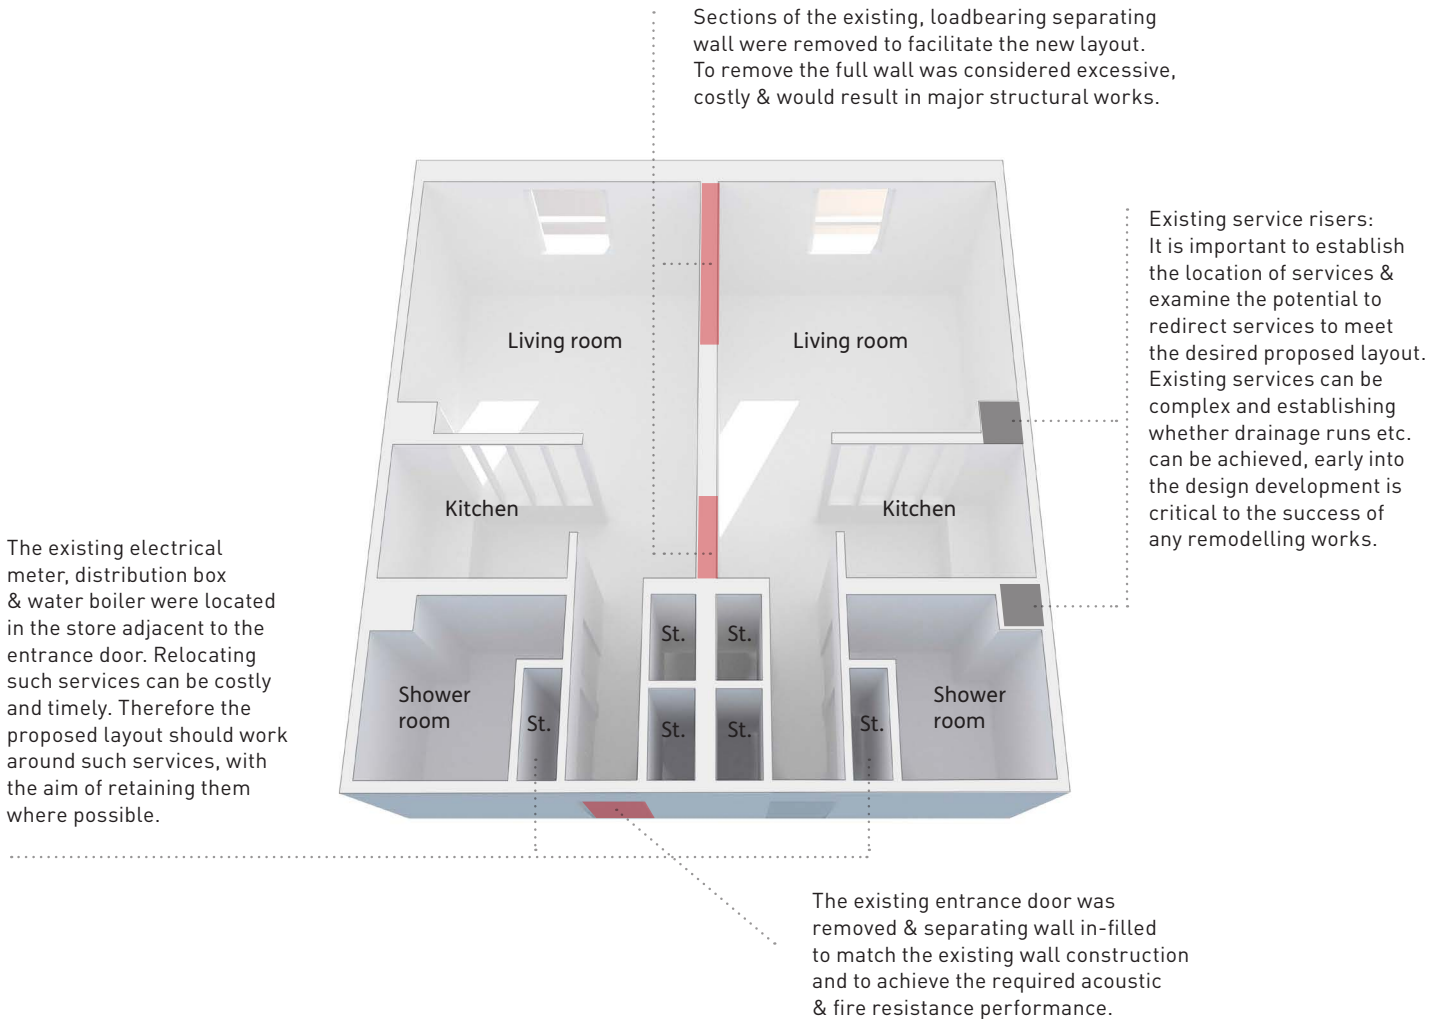 Sections of the existing, loadbearing separating
wall were removed to facilitate the new layout.
To remove the full wall was considered excessive,
costly & would result in major structural works.
Existing service risers:
It is important to establish
the location of services &
examine the potential to
redirect services to meet
the desired proposed layout.
Existing services can be
complex and establishing
whether drainage runs etc.
can be achieved, early into
the design development is
critical to the success of
any remodelling works.
Living room
Living room
Kitchen
Kitchen
The existing electrical
meter, distribution box
& water boiler were located
in the store adjacent to the
entrance door. Relocating
such services can be costly
and timely. Therefore the
proposed layout should work
around such services, with
the aim of retaining them
where possible.
St.
St.
Shower
room
St.
St.
St.
St.
Shower
room
The existing entrance door was
removed & separating wall in-filled
to match the existing wall construction
and to achieve the required acoustic
& fire resistance performance.